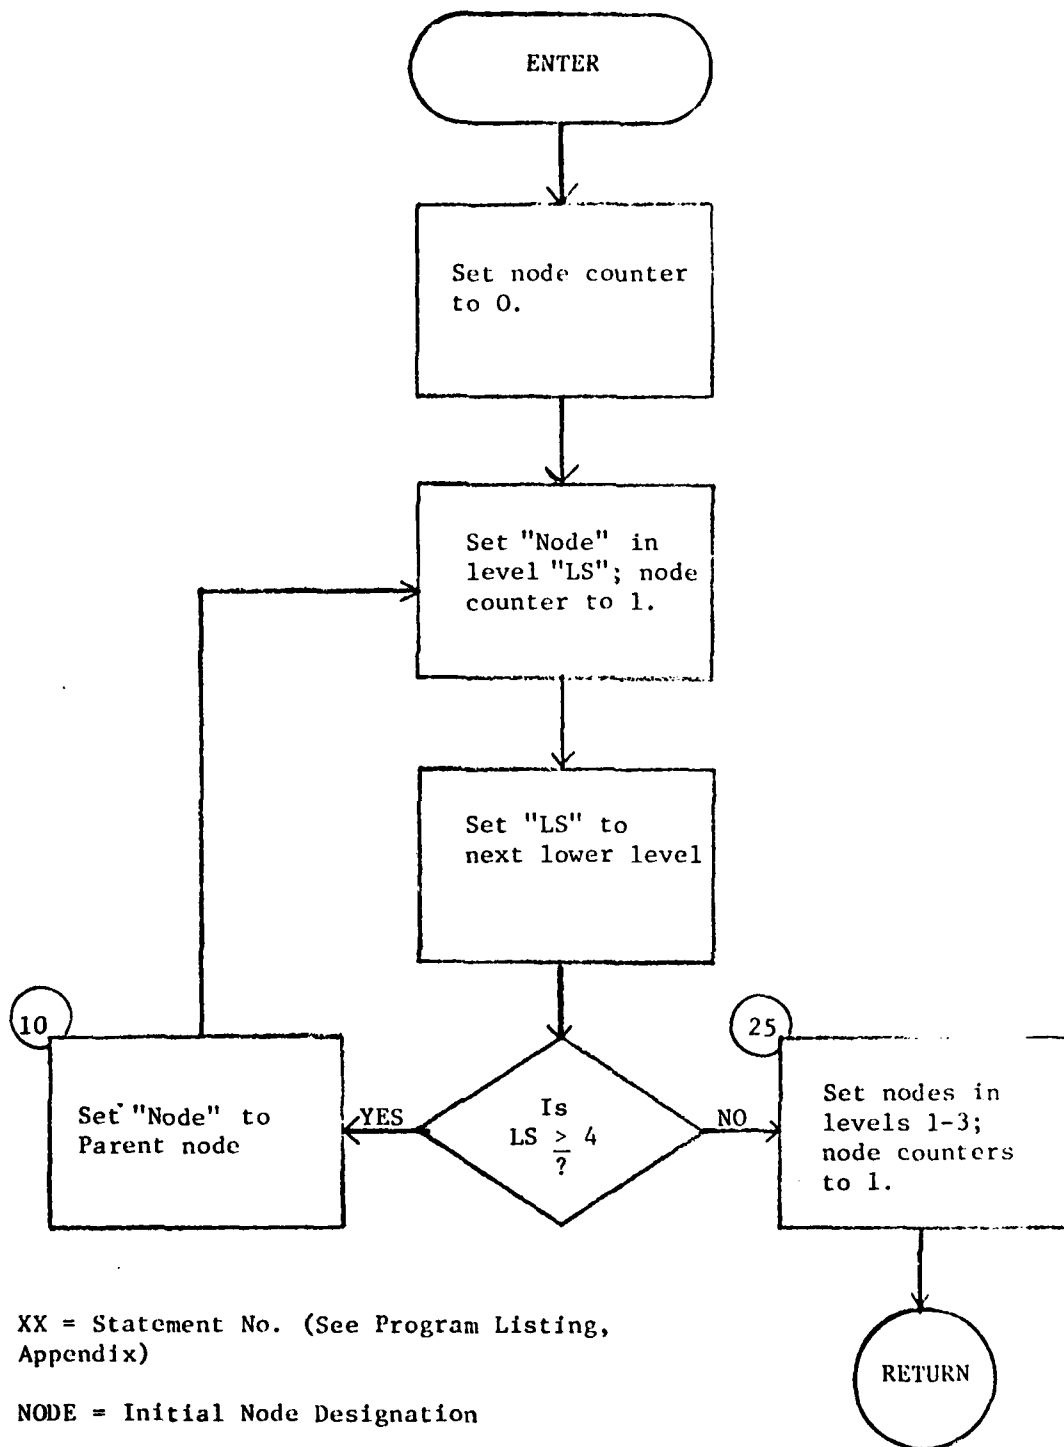 ENTER
Set node counter
to 0.
Set "Node" in
level "LS"; node
counter to 1.
Set "LS" to
next lower level
10
Set "Node" to
Parent node
YES
Is
LS ≥ 4
?
NO
25
Set nodes in
levels 1-3;
node counters
to 1.
RETURN
XX = Statement No. (See Program Listing,
Appendix)
NODE = Initial Node Designation